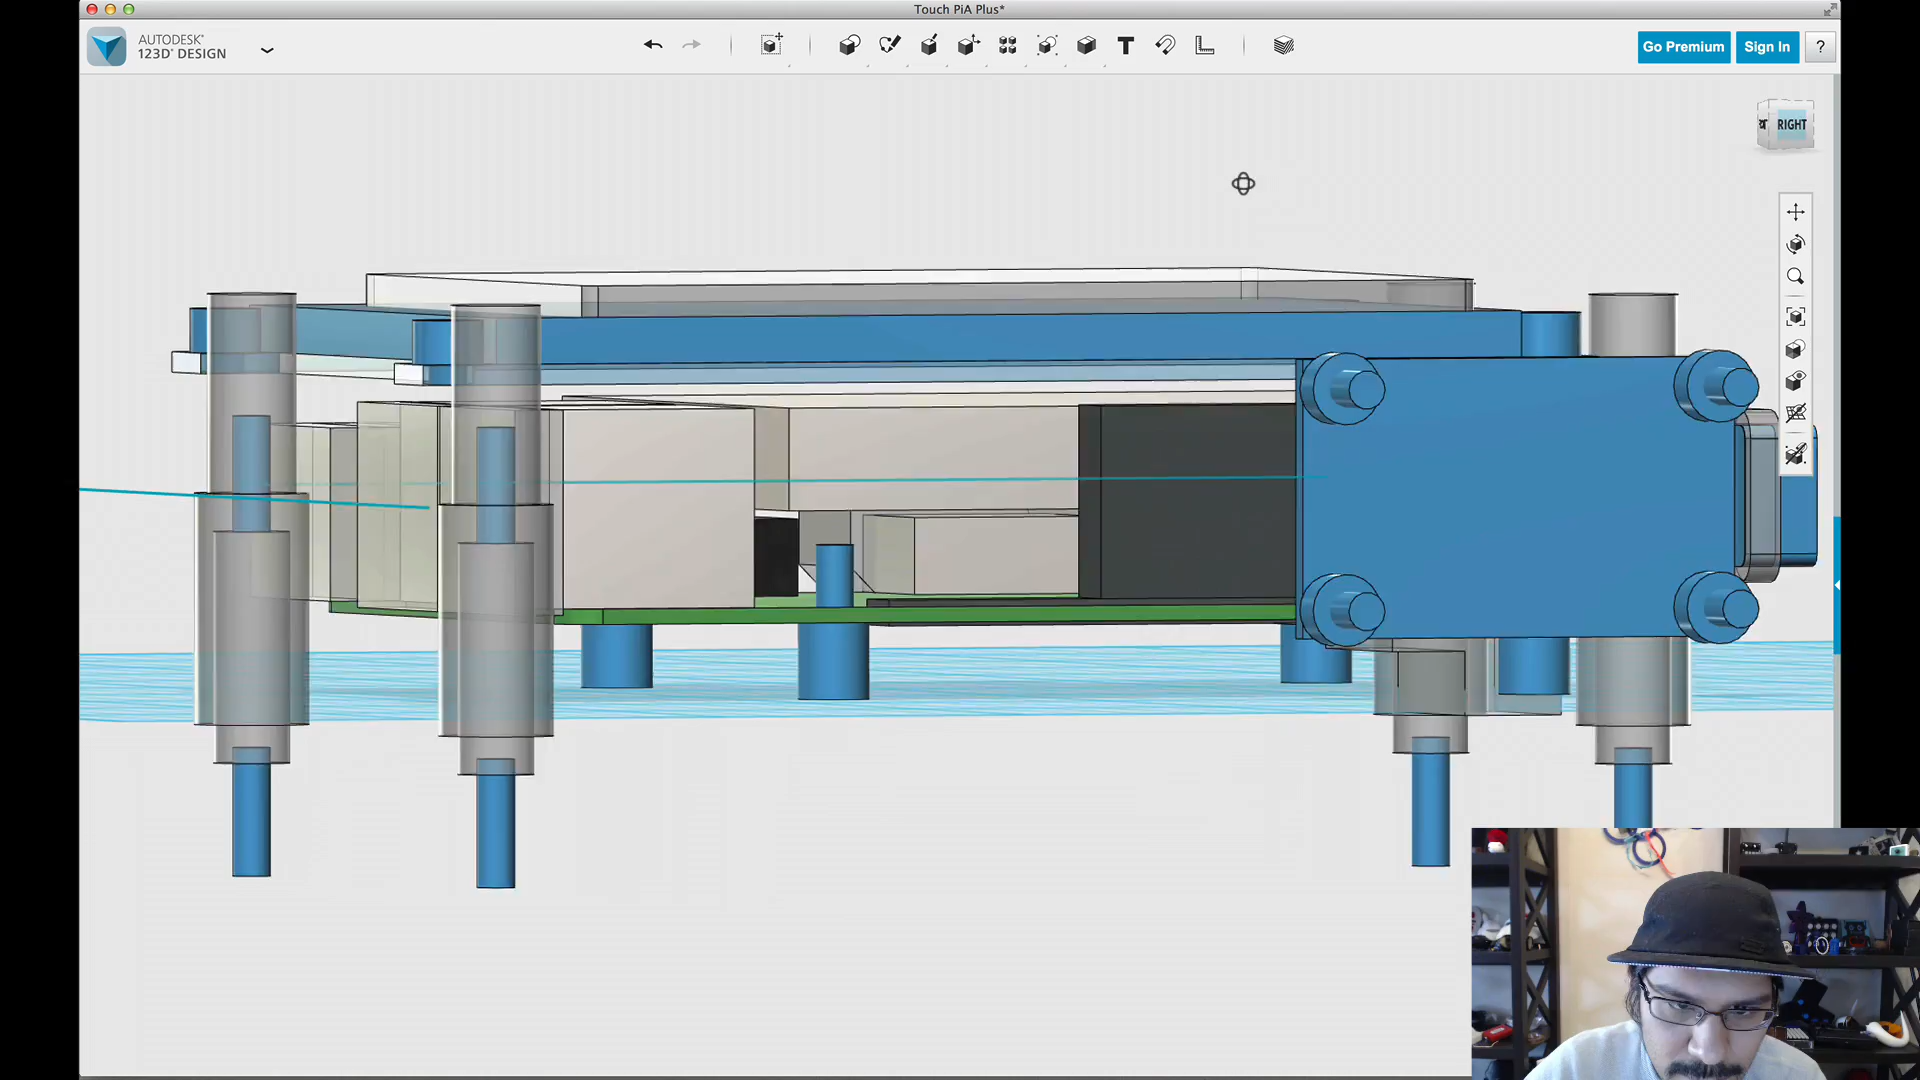 Touch PiA Plus*
AUTODESK®
123D® DESIGN
T
Go Premium
Sign In
?
RIGHT